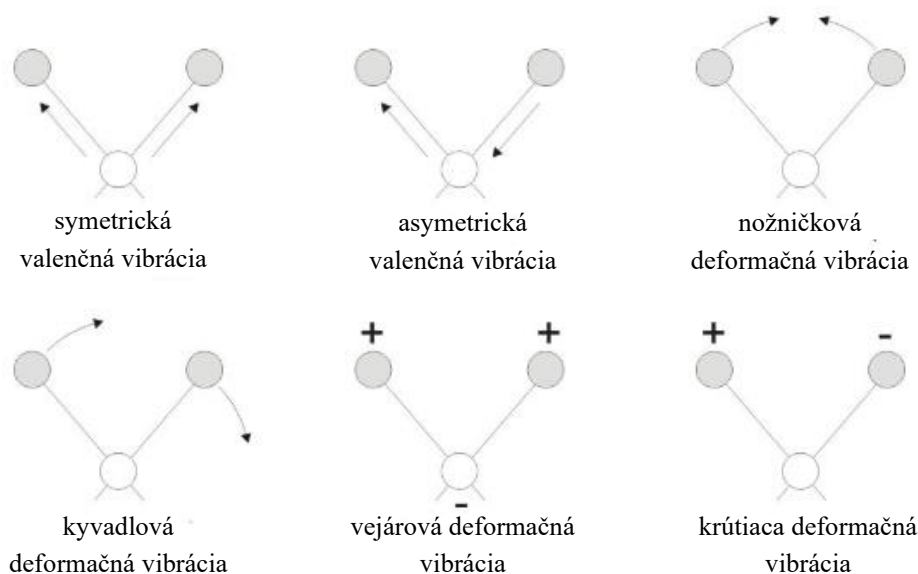 symetrická
valenčná vibrácia
asymetrická
valenčná vibrácia
nožničková
deformačná vibrácia
+ +
+ -
-
kyvadlová
deformačná vibrácia
vejárová deformačná
vibrácia
krútiaca deformačná
vibrácia